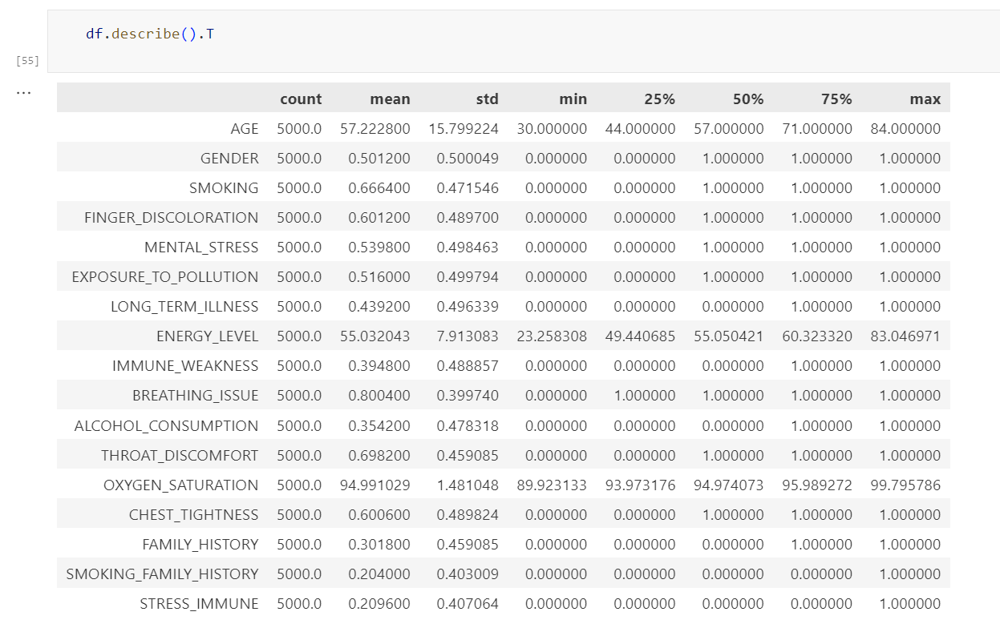 df.describe().T
[55]
...
count mean std min 25% 50% 75% max
AGE 5000.0 57.222800 15.799224 30.000000 44.000000 57.000000 71.000000 84.000000
GENDER 5000.0 0.501200 0.500049 0.000000 0.000000 1.000000 1.000000 1.000000
SMOKING 5000.0 0.666400 0.471546 0.000000 0.000000 1.000000 1.000000 1.000000
FINGER_DISCOLORATION 5000.0 0.601200 0.489700 0.000000 0.000000 1.000000 1.000000 1.000000
MENTAL_STRESS 5000.0 0.539800 0.498463 0.000000 0.000000 1.000000 1.000000 1.000000
EXPOSURE_TO_POLLUTION 5000.0 0.516000 0.499794 0.000000 0.000000 1.000000 1.000000 1.000000
LONG_TERM_ILLNESS 5000.0 0.439200 0.496339 0.000000 0.000000 0.000000 1.000000 1.000000
ENERGY_LEVEL 5000.0 55.032043 7.913083 23.258308 49.440685 55.050421 60.323320 83.046971
IMMUNE_WEAKNESS 5000.0 0.394800 0.488857 0.000000 0.000000 0.000000 1.000000 1.000000
BREATHING_ISSUE 5000.0 0.800400 0.399740 0.000000 1.000000 1.000000 1.000000 1.000000
ALCOHOL_CONSUMPTION 5000.0 0.354200 0.478318 0.000000 0.000000 0.000000 1.000000 1.000000
THROAT_DISCOMFORT 5000.0 0.698200 0.459085 0.000000 0.000000 1.000000 1.000000 1.000000
OXYGEN_SATURATION 5000.0 94.991029 1.481048 89.923133 93.973176 94.974073 95.989272 99.795786
CHEST_TIGHTNESS 5000.0 0.600600 0.489824 0.000000 0.000000 1.000000 1.000000 1.000000
FAMILY_HISTORY 5000.0 0.301800 0.459085 0.000000 0.000000 0.000000 1.000000 1.000000
SMOKING_FAMILY_HISTORY 5000.0 0.204000 0.403009 0.000000 0.000000 0.000000 0.000000 1.000000
STRESS_IMMUNE 5000.0 0.209600 0.407064 0.000000 0.000000 0.000000 0.000000 1.000000